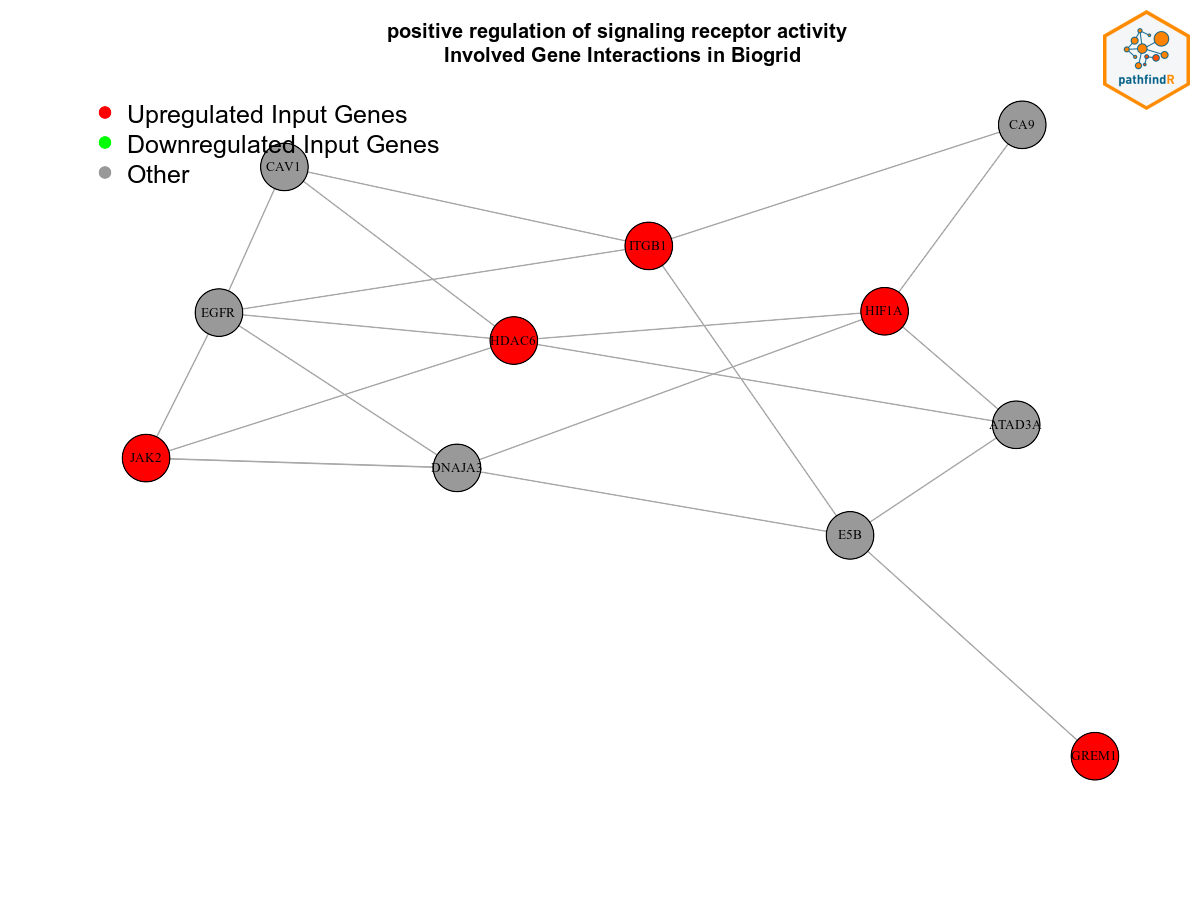 positive regulation of signaling receptor activity
Involved Gene Interactions in Biogrid
pathfindR
Upregulated Input Genes
Downregulated Input Genes
Other
CA9
CAV1
ITGB1
EGFR
HIF1A
HDAC6
ATAD3A
JAK2
DNAJA3
E5B
GREM1